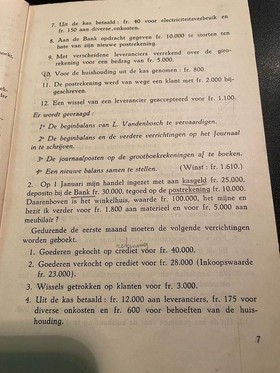 7. Uit de kas betaald: fr. 40 voor electriciteitsverbruik en
fr. 150 aan diverse onkosten.
8. Aan de Bank opdracht gegeven fr. 10.000 te storten ten
bate van zijn nieuwe postrekening.
9. Met verscheidene leveranciers verrekend over de giro-
rekening voor een bedrag van fr. 5.000.
10. Voor de huishouding uit de kas genomen: fr. 800.
11. De postrekening werd van wege een klant met fr. 2.000 bij-
geschreven.
12. Een wissel van een leverancier geaccepteerd voor fr. 1.100.
Er wordt gevraagd:
1° De beginbalans van L. Vandenbosch te vervaardigen.
2° De beginbalans en de verdere verrichtingen op het Journaal
in te schrijven.
3° De journaalposten op de grootboekrekeningen af te boeken.
4° Een nieuwe balans samen te stellen. (Winst: fr. 1.610.)
2. Op 1 Januari mijn handel ingezet met aan kasgeld fr. 25.000,
deposito bij de Bank fr. 30.000, tegoed op de postrekening fr. 10.000.
Daarenboven is het winkelhuis, waarde fr, 100.000, het mijne en
bezit ik verder voor fr. 1.800 aan materieel en voor fr. 5.000 aan
meubilair!
Gedurende de eerste maand moeten de volgende verrichtingen
worden geboekt.
1. Goederen gekocht op crediet voor fr. 40.000.
2. Goederen verkocht op crediet voor fr. 28.000 (Inkoopswaarde
fr. 23.000).
3. Wissels getrokken op klanten voor fr. 3.000.
4. Uit de kas betaald: fr. 12.000 aan leveranciers, fr. 175 voor
diverse onkosten en fr. 600 voor behoeften van de huis-
houding.
7